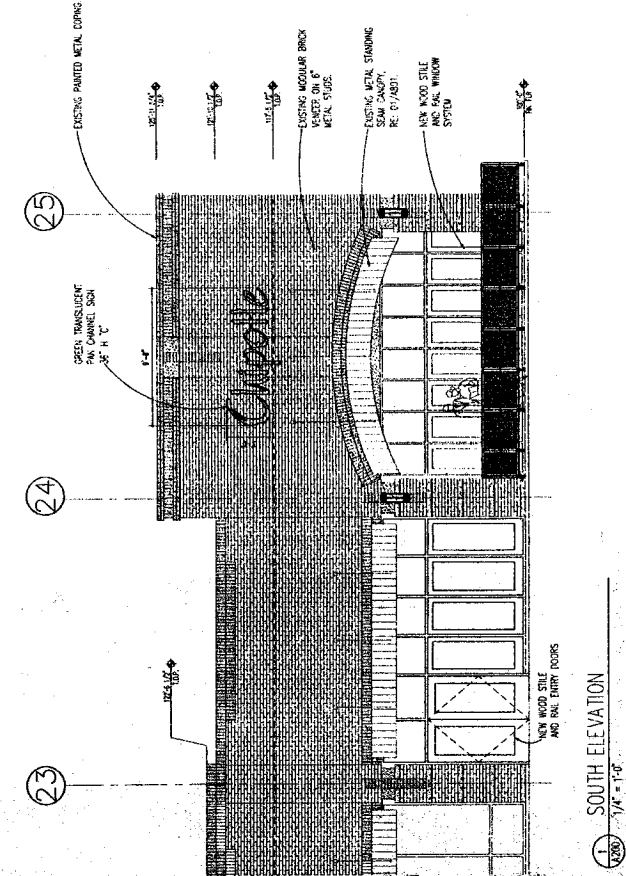 EXISTING PAINTED METAL COPING
25
GREEN TRANSLUCENT
PAN CHANNEL SIGN
36" H "C"
T.O.P.
T.O.P.
T.O.P.
EXISTING MODULAR BRICK
VENEER ON 6"
METAL STUDS.
EXISTING METAL STANDING
SEAM CANOPY.
RE: 01/A801.
NEW WOOD STILE
AND RAIL WINDOW
SYSTEM
Chipotle
24
T.O.P.
23
NEW WOOD STILE
AND RAIL ENTRY DOORS
1
A200
SOUTH ELEVATION
1/4" = 1'-0"